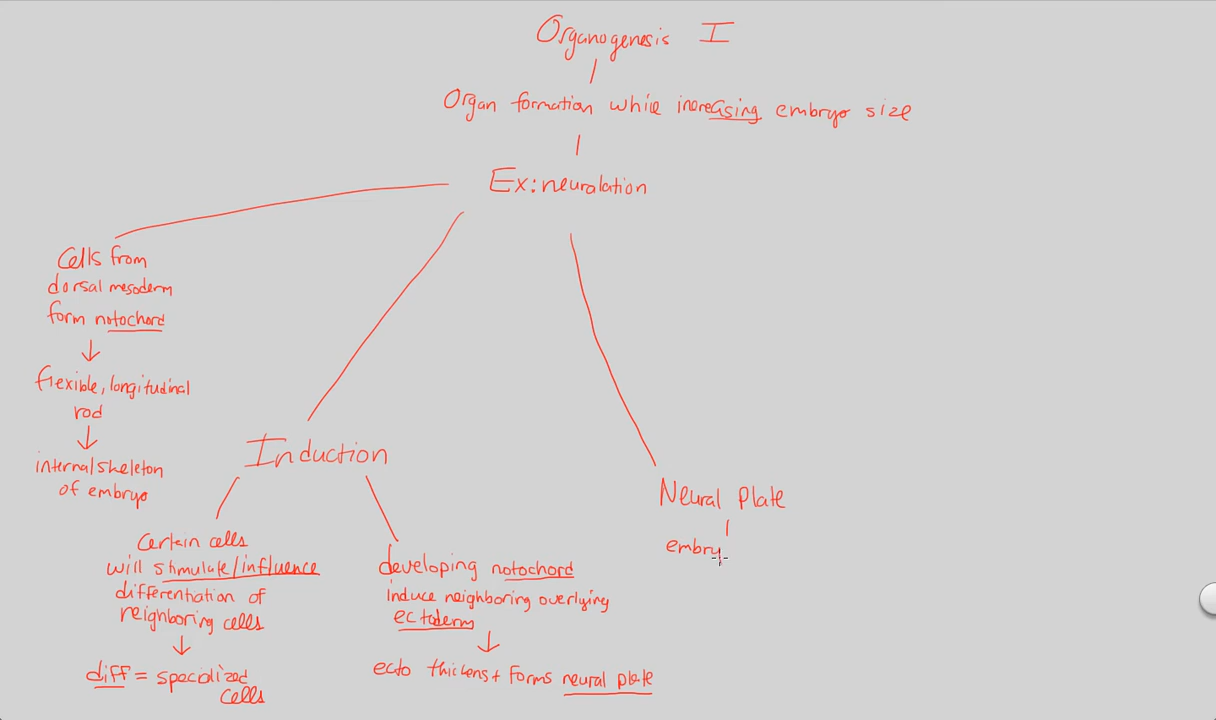 Organogenesis I
Organ formation while increasing embryo size
Ex: neuralation
Cells from
dorsal mesoderm
form notochord
flexible, longitudinal
rod
internal skeleton
of embryo
Induction
Certain cells
will stimulate/influence
differentiation of
neighboring cells
diff = specialized
cells
developing notochord
induce neighboring overlying
ectoderm
ecto thickens + forms neural plate
Neural Plate
embry